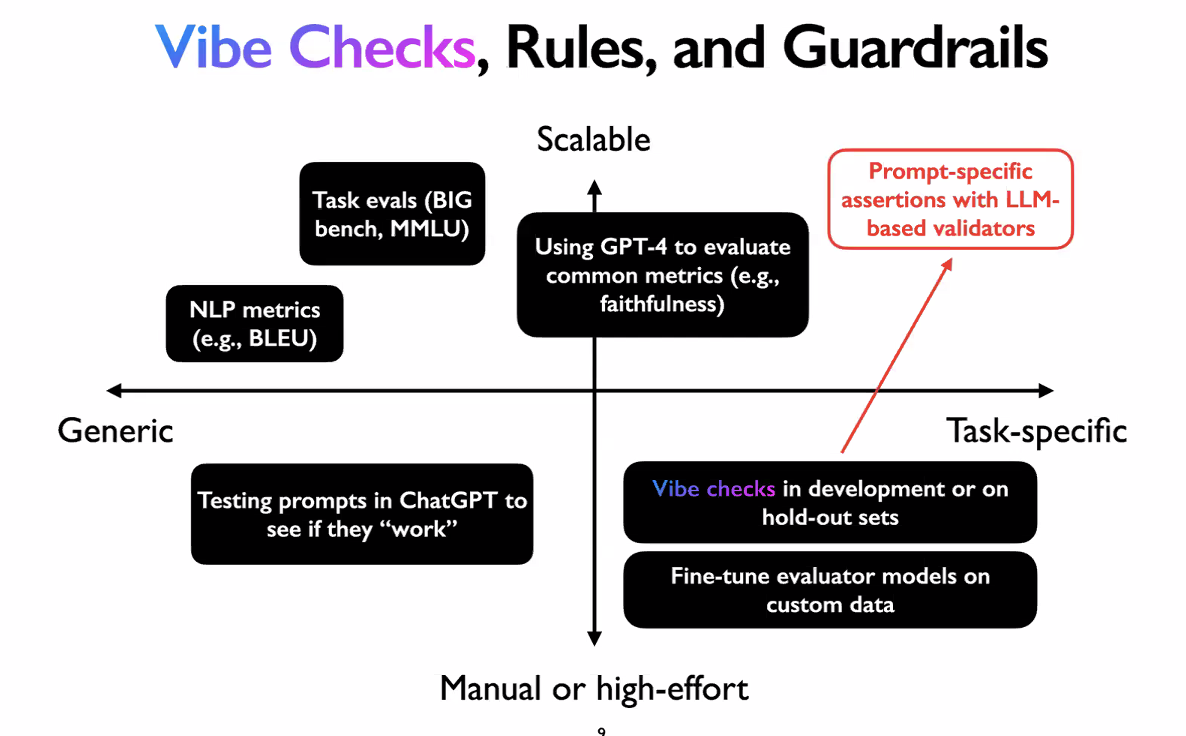 Vibe Checks, Rules, and Guardrails
Scalable
Task evals (BIG
bench, MMLU)
Using GPT-4 to evaluate
common metrics (e.g.,
faithfulness)
Prompt-specific
assertions with LLM-
based validators
NLP metrics
(e.g., BLEU)
Generic
Task-specific
Testing prompts in ChatGPT to
see if they “work”
Vibe checks in development or on
hold-out sets
Fine-tune evaluator models on
custom data
Manual or high-effort
9